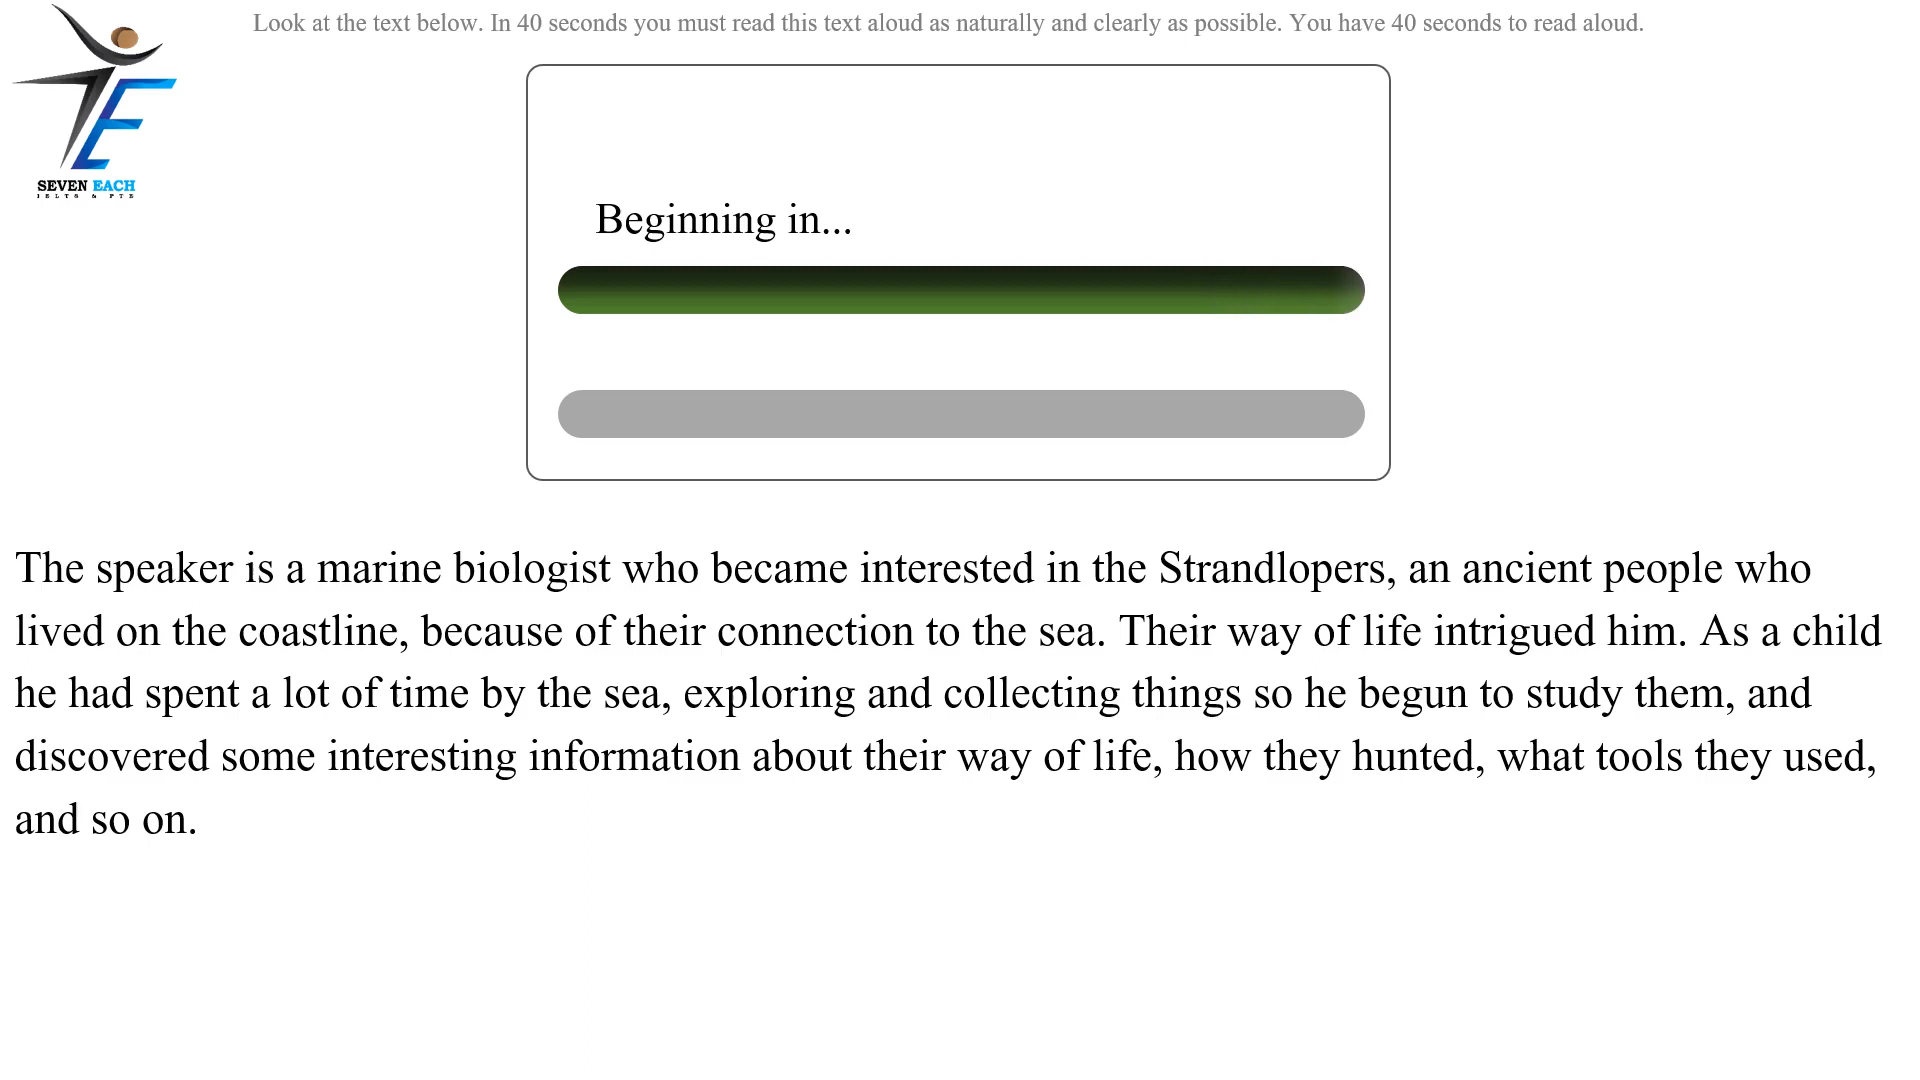 Look at the text below. In 40 seconds you must read this text aloud as naturally and clearly as possible. You have 40 seconds to read aloud.
SEVEN EACH
IELTS & PTE
Beginning in...
The speaker is a marine biologist who became interested in the Strandlopers, an ancient people who
lived on the coastline, because of their connection to the sea. Their way of life intrigued him. As a child
he had spent a lot of time by the sea, exploring and collecting things so he begun to study them, and
discovered some interesting information about their way of life, how they hunted, what tools they used,
and so on.